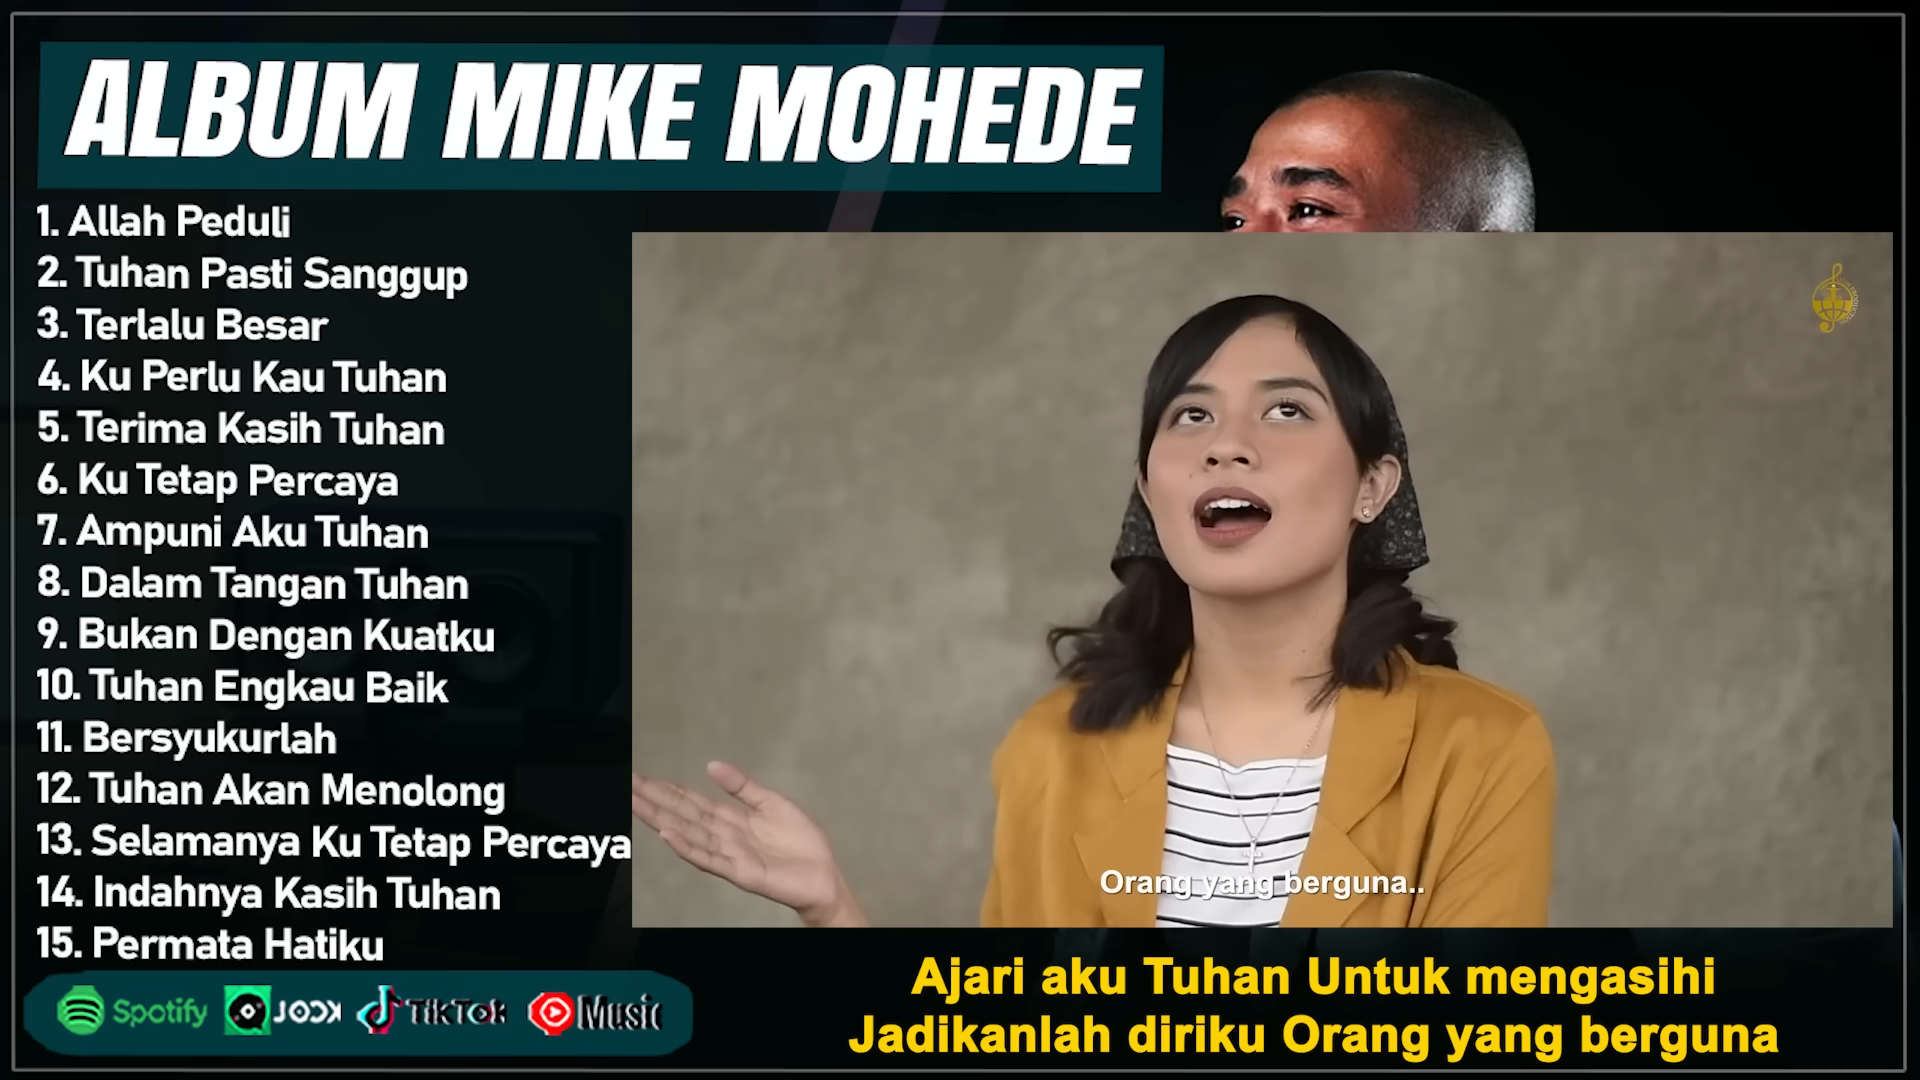 ALBUM MIKE MOHEDE
1. Allah Peduli
2. Tuhan Pasti Sanggup
3. Terlalu Besar
4. Ku Perlu Kau Tuhan
5. Terima Kasih Tuhan
6. Ku Tetap Percaya
7. Ampuni Aku Tuhan
8. Dalam Tangan Tuhan
9. Bukan Dengan Kuatku
10. Tuhan Engkau Baik
11. Bersyukurlah
12. Tuhan Akan Menolong
13. Selamanya Ku Tetap Percaya
14. Indahnya Kasih Tuhan
15. Permata Hatiku
Spotify JOOX TikTok Music
Orang yang berguna..
Ajari aku Tuhan Untuk mengasihi
Jadikanlah diriku Orang yang berguna